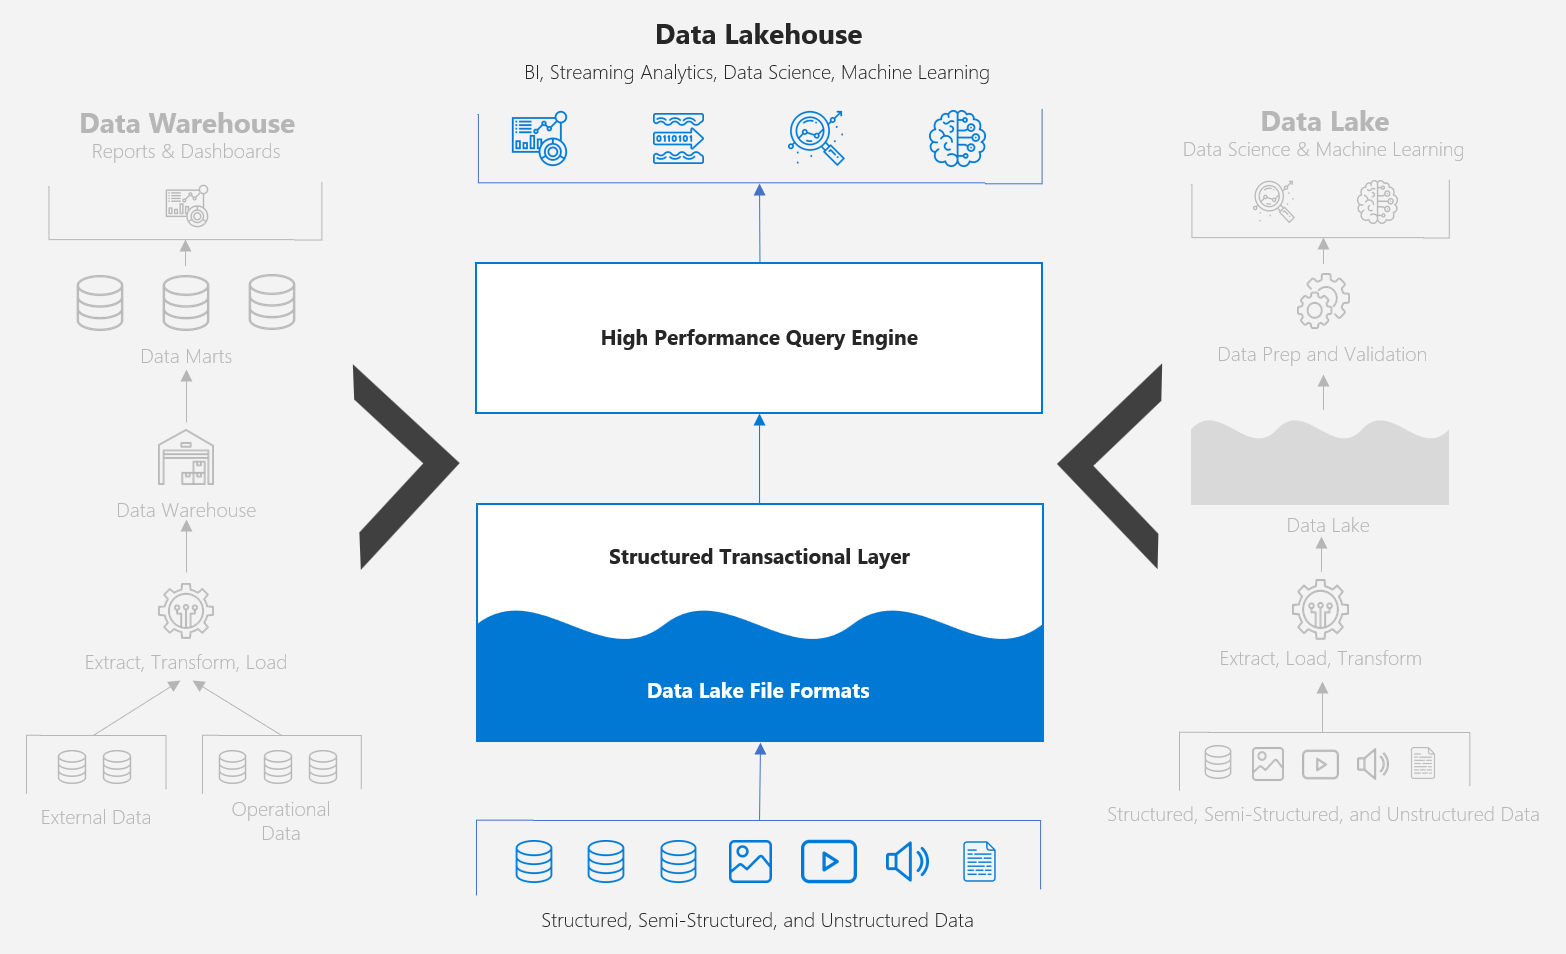 Data Lakehouse
BI, Streaming Analytics, Data Science, Machine Learning
0110101
High Performance Query Engine
Structured Transactional Layer
Data Lake File Formats
Structured, Semi-Structured, and Unstructured Data
Data Warehouse
Reports & Dashboards
Data Marts
Data Warehouse
Extract, Transform, Load
External Data
Operational
Data
Data Lake
Data Science & Machine Learning
Data Prep and Validation
Data Lake
Extract, Load, Transform
Structured, Semi-Structured, and Unstructured Data